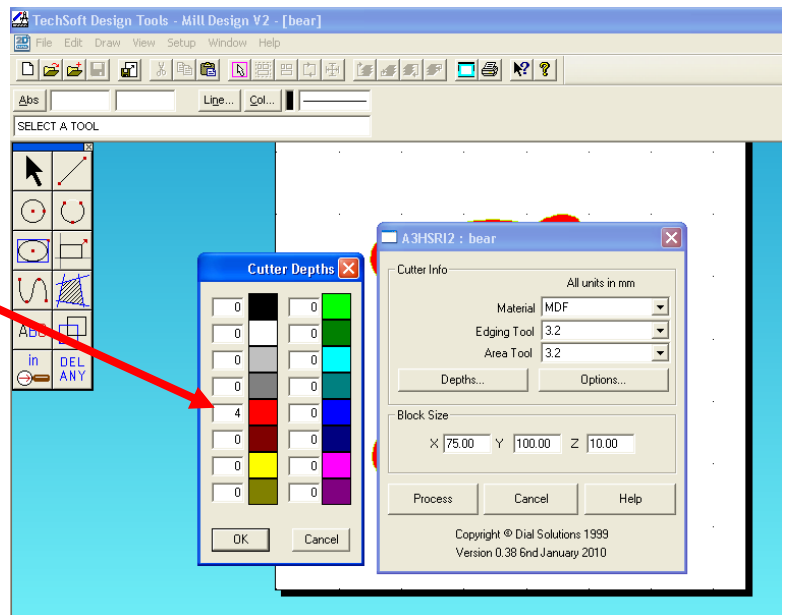 TechSoft Design Tools - Mill Design V2 - [bear]
File Edit Draw View Setup Window Help
Abs Line... Col...
SELECT A TOOL
ABC
in DEL ANY
Cutter Depths
0 0
0 0
0 0
0 0
4 0
0 0
0 0
0 0
OK Cancel
A3HSRI2 : bear
Cutter Info
All units in mm
Material MDF
Edging Tool 3.2
Area Tool 3.2
Depths... Options...
Block Size
X 75.00 Y 100.00 Z 10.00
Process Cancel Help
Copyright © Dial Solutions 1999
Version 0.38 6nd January 2010